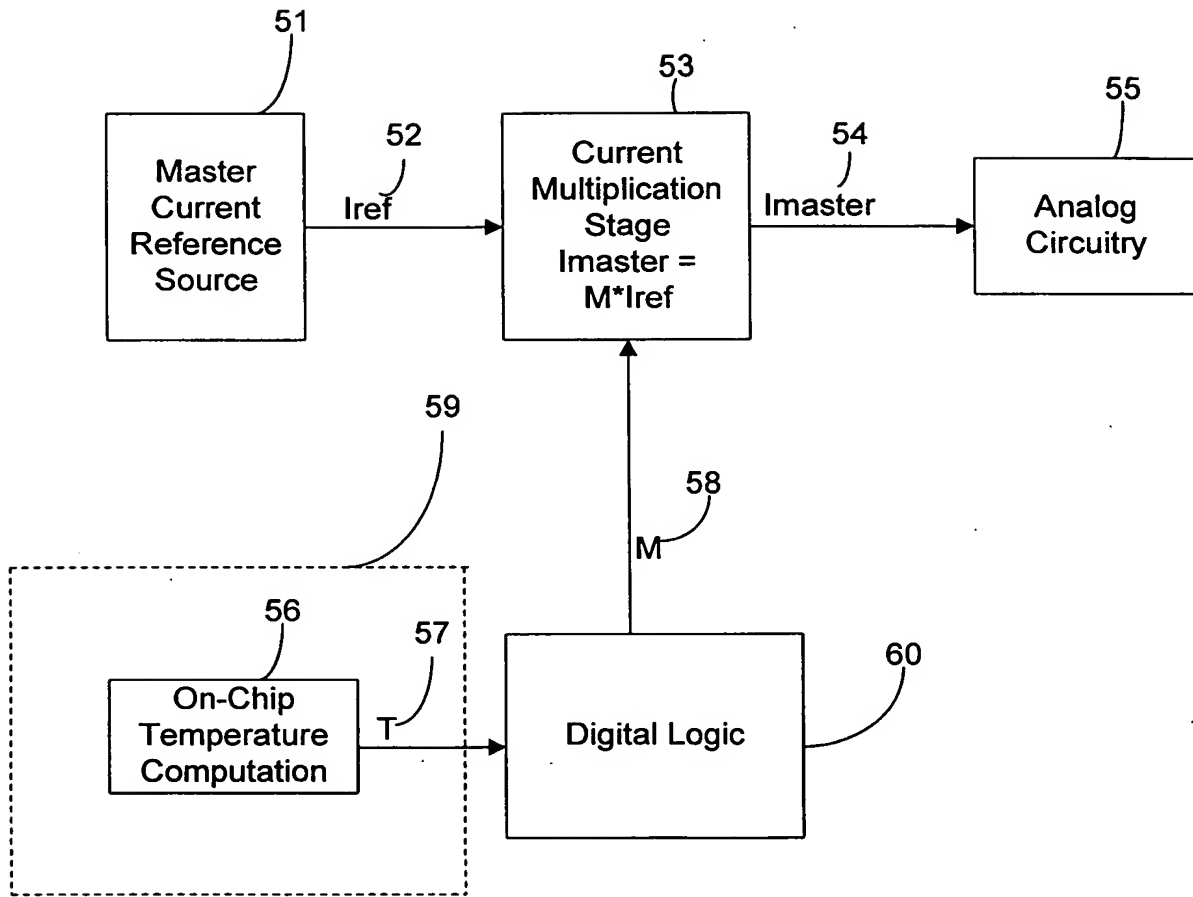 51
52
53
54
55
Master
Current
Reference
Source
Iref
Current
Multiplication
Stage
Imaster =
M*Iref
Imaster
Analog
Circuitry
59
58
M
56
57
60
On-Chip
Temperature
Computation
T
Digital Logic